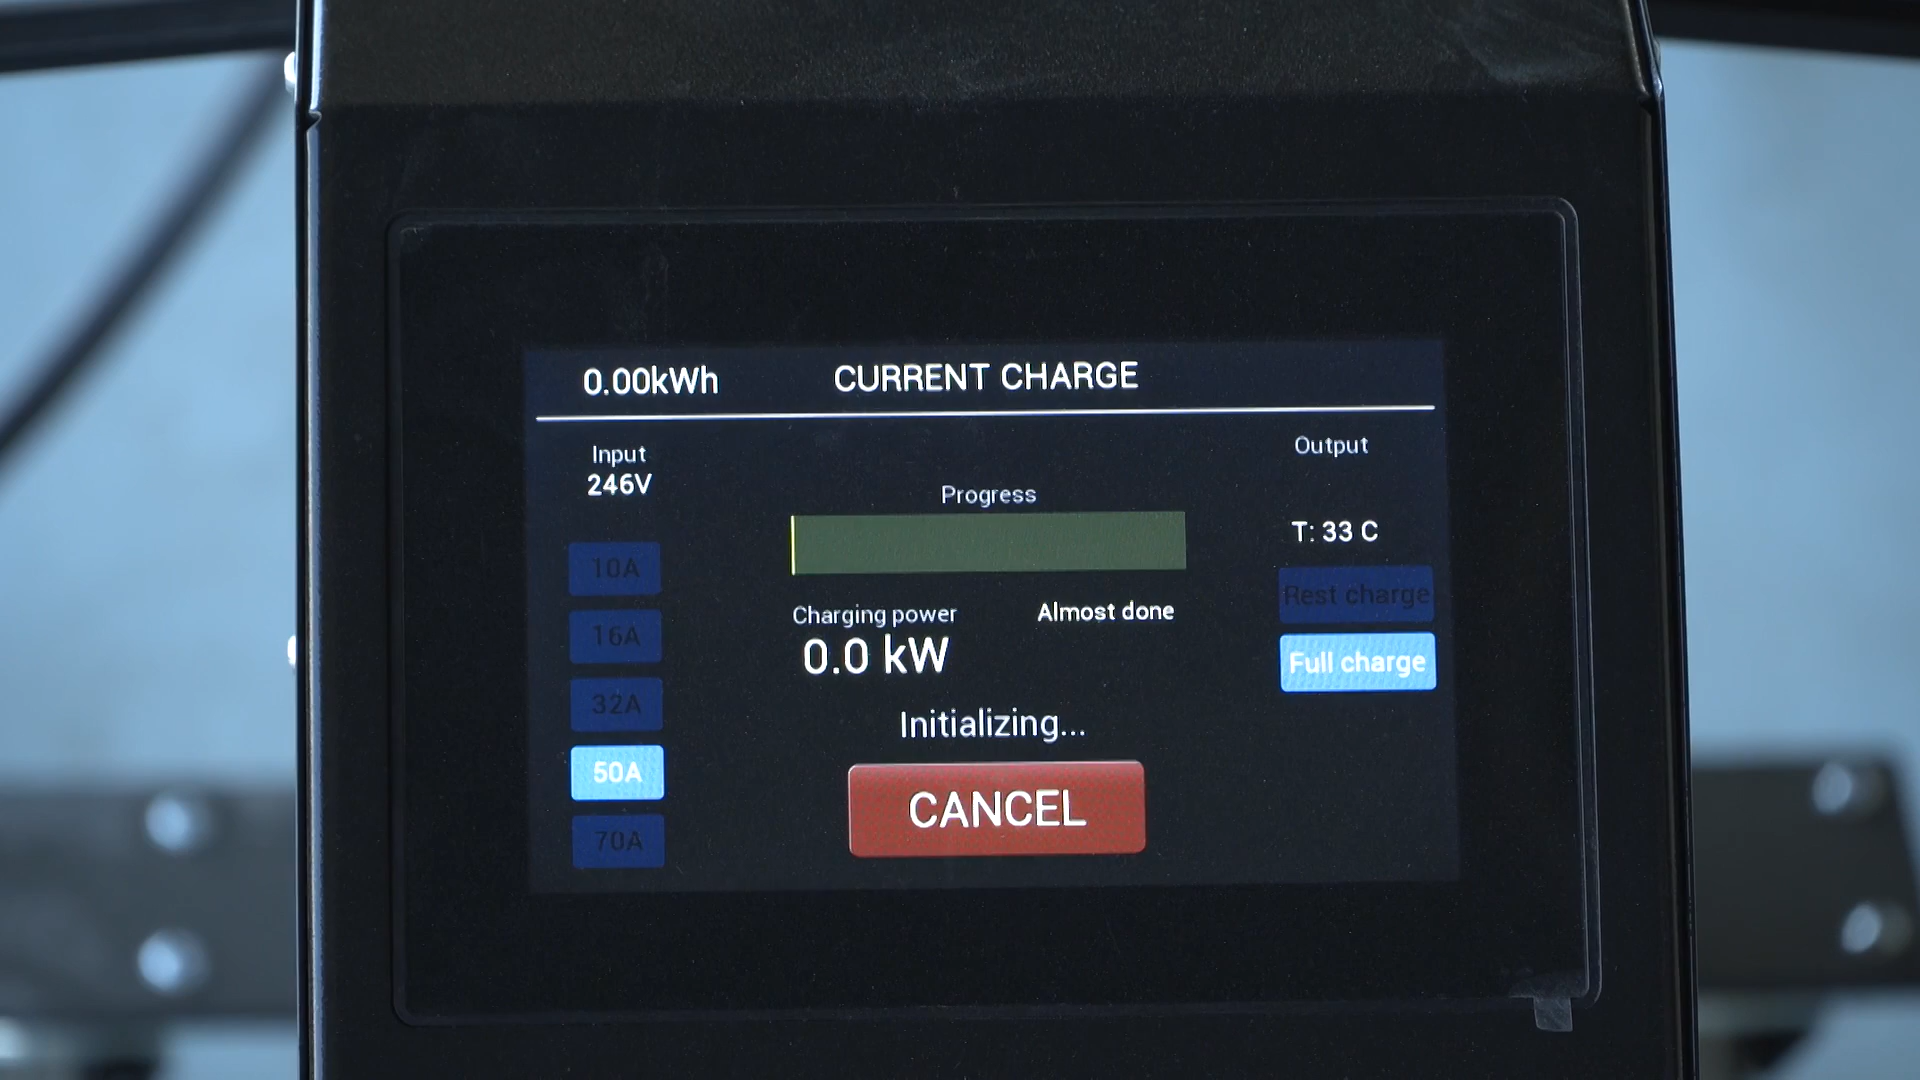 0.00kWh
CURRENT CHARGE
Input
246V
10A
16A
32A
50A
70A
Progress
Charging power
0.0 kW
Almost done
Initializing...
CANCEL
Output
T: 33 C
Rest charge
Full charge